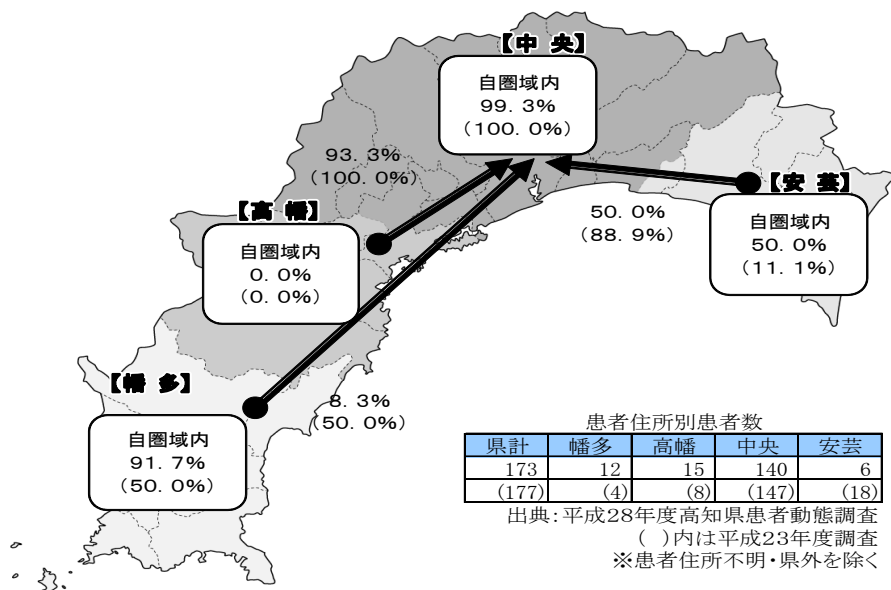 【中 央】
自圏域内
99.3%
(100.0%)
93.3%
(100.0%)
【高 幡】
自圏域内
0.0%
(0.0%)
【安 芸】
50.0%
(88.9%)
自圏域内
50.0%
(11.1%)
【幡 多】
8.3%
(50.0%)
自圏域内
91.7%
(50.0%)
患者住所別患者数
県計 幡多 高幡 中央 安芸
173 12 15 140 6
(177) (4) (8) (147) (18)
出典:平成28年度高知県患者動態調査
( )内は平成23年度調査
※患者住所不明・県外を除く